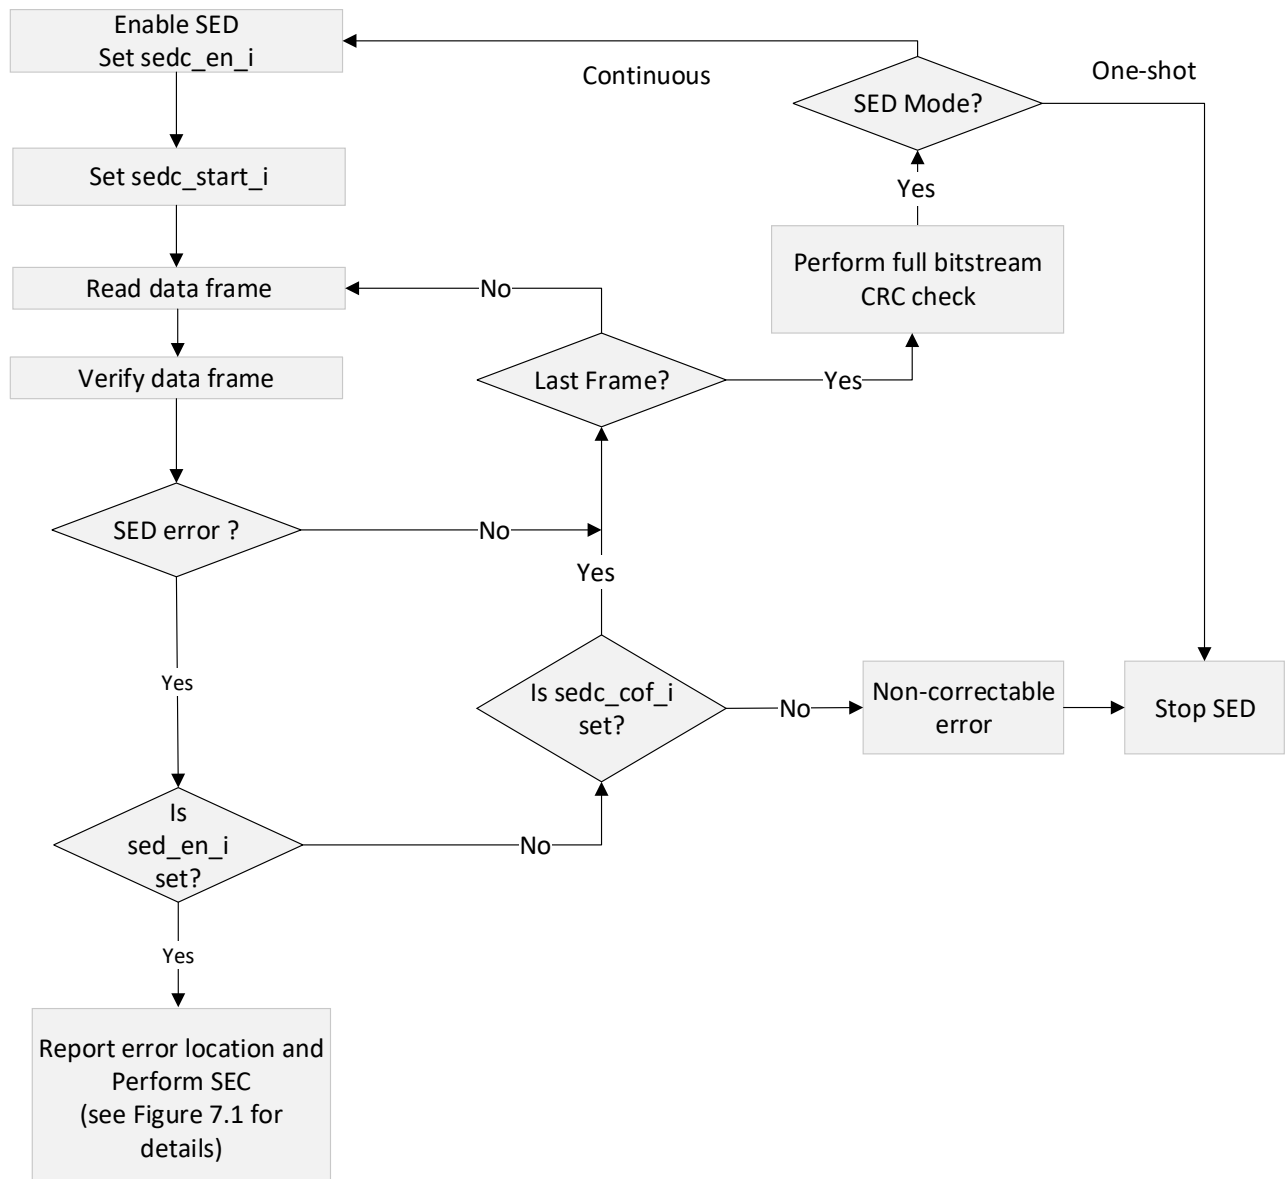 Enable SED
Set sedc_en_i
Continuous
One-shot
SED Mode?
Set sedc_start_i
Yes
Read data frame
No
Perform full bitstream
CRC check
Verify data frame
Last Frame?
Yes
SED error ?
No
Yes
Yes
Is sedc_cof_i
set?
No
Non-correctable
error
Stop SED
Is
sed_en_i
set?
No
Yes
Report error location and
Perform SEC
(see Figure 7.1 for
details)